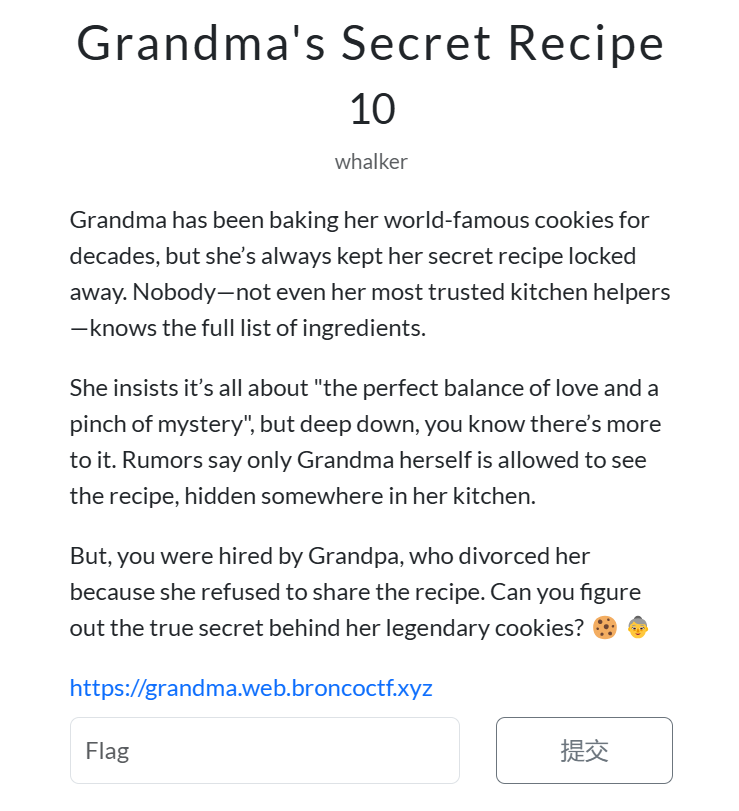 Grandma's Secret Recipe
10
whalker
Grandma has been baking her world-famous cookies for
decades, but she’s always kept her secret recipe locked
away. Nobody—not even her most trusted kitchen helpers
—knows the full list of ingredients.
She insists it’s all about "the perfect balance of love and a
pinch of mystery", but deep down, you know there’s more
to it. Rumors say only Grandma herself is allowed to see
the recipe, hidden somewhere in her kitchen.
But, you were hired by Grandpa, who divorced her
because she refused to share the recipe. Can you figure
out the true secret behind her legendary cookies? 🍪 👵
https://grandma.web.broncoctf.xyz
Flag
提交